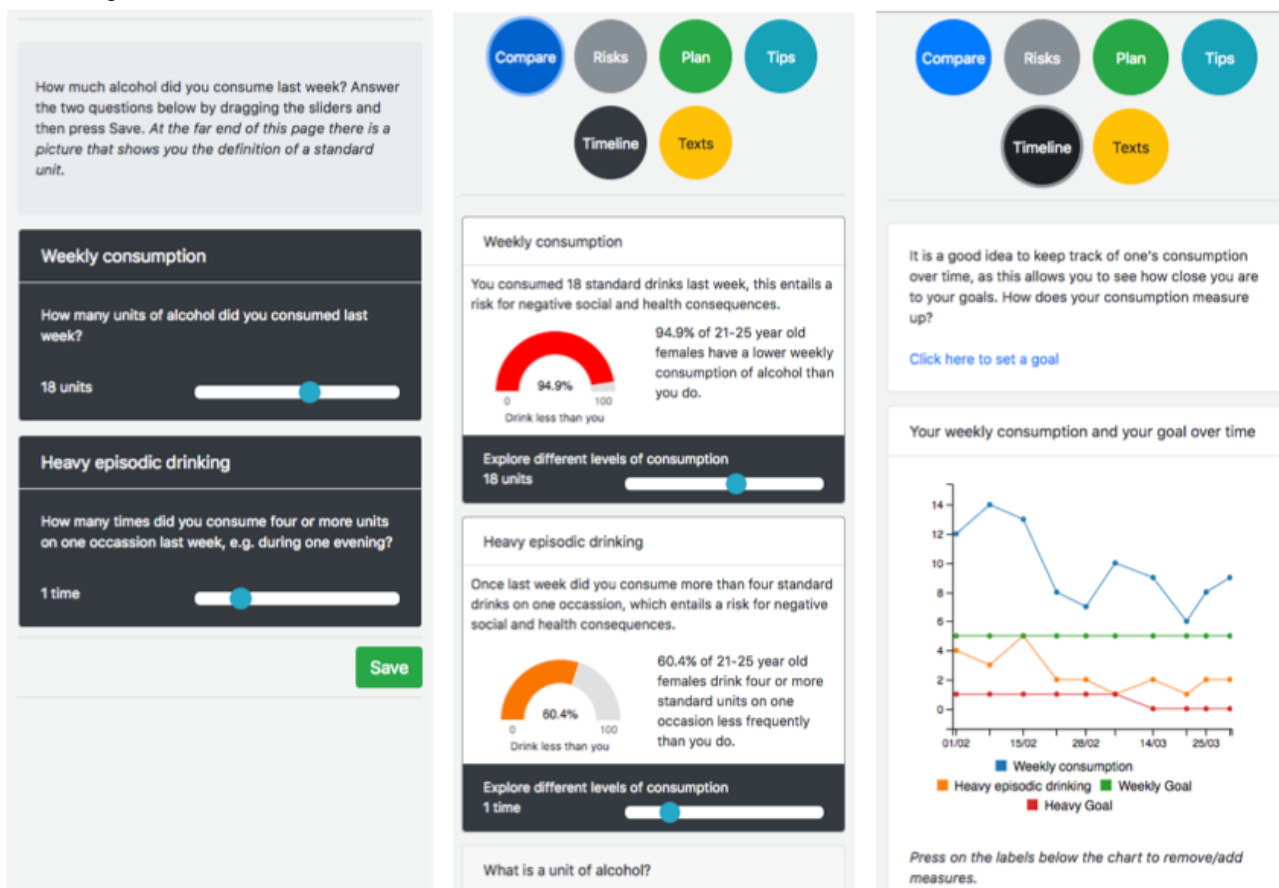 How much alcohol did you consume last week? Answer
the two questions below by dragging the sliders and
then press Save. At the far end of this page there is a
picture that shows you the definition of a standard
unit.
Weekly consumption
How many units of alcohol did you consumed last
week?
18 units
Heavy episodic drinking
How many times did you consume four or more units
on one occassion last week, e.g. during one evening?
1 time
Save
Compare
Risks
Plan
Tips
Timeline
Texts
Weekly consumption
You consumed 18 standard drinks last week, this entails a
risk for negative social and health consequences.
94.9%
0
100
Drink less than you
94.9% of 21-25 year old
females have a lower weekly
consumption of alcohol than
you do.
Explore different levels of consumption
18 units
Heavy episodic drinking
Once last week did you consume more than four standard
drinks on one occassion, which entails a risk for negative
social and health consequences.
60.4%
0
100
Drink less than you
60.4% of 21-25 year old
females drink four or more
standard units on one
occasion less frequently
than you do.
Explore different levels of consumption
1 time
What is a unit of alcohol?
Compare
Risks
Plan
Tips
Timeline
Texts
It is a good idea to keep track of one's consumption
over time, as this allows you to see how close you are
to your goals. How does your consumption measure
up?
Click here to set a goal
Your weekly consumption and your goal over time
14
12
10
8
6
4
2
0
01/02 15/02 28/02 14/03 25/03
Weekly consumption
Heavy episodic drinking Weekly Goal
Heavy Goal
Press on the labels below the chart to remove/add
measures.